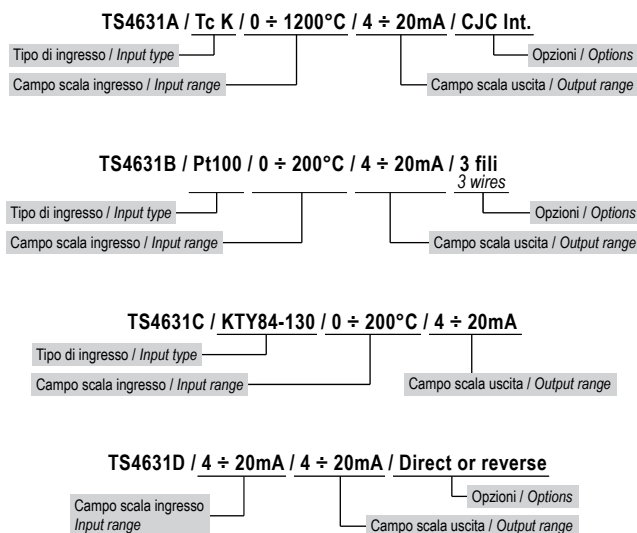 TS4631A / Tc K / 0 ÷ 1200°C / 4 ÷ 20mA / CJC Int.
Tipo di ingresso / Input type
Opzioni / Options
Campo scala ingresso / Input range
Campo scala uscita / Output range
TS4631B / Pt100 / 0 ÷ 200°C / 4 ÷ 20mA / 3 fili
3 wires
Tipo di ingresso / Input type
Opzioni / Options
Campo scala ingresso / Input range
Campo scala uscita / Output range
TS4631C / KTY84-130 / 0 ÷ 200°C / 4 ÷ 20mA
Tipo di ingresso / Input type
Campo scala ingresso / Input range
Campo scala uscita / Output range
TS4631D / 4 ÷ 20mA / 4 ÷ 20mA / Direct or reverse
Opzioni / Options
Campo scala ingresso
Input range
Campo scala uscita / Output range